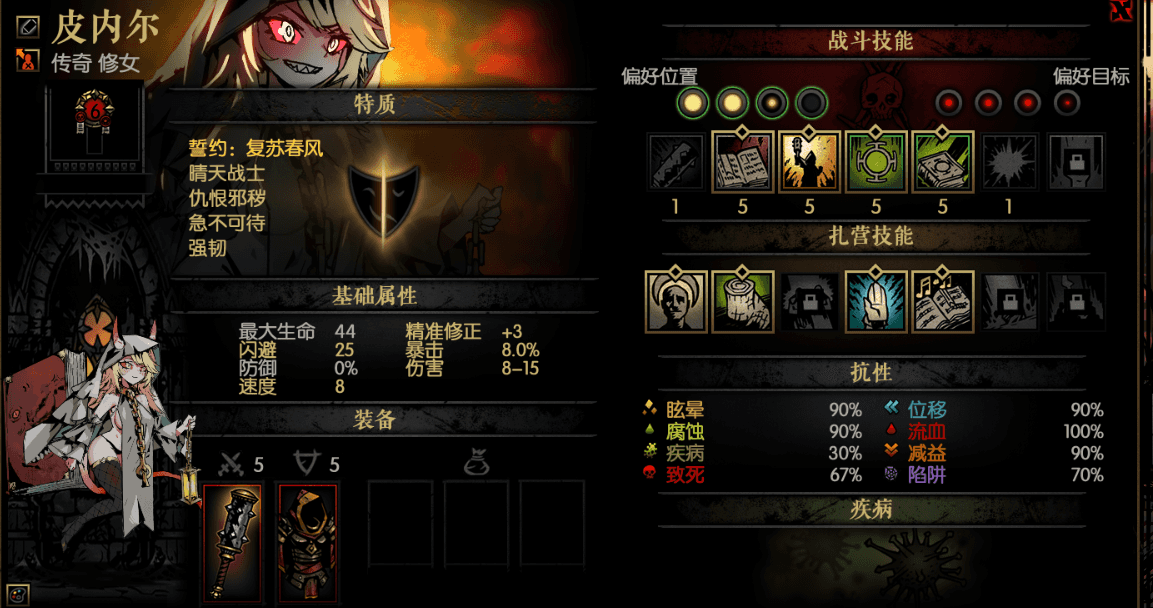 皮内尔
传奇 修女
6
特质
誓约：复苏春风
晴天战士
仇恨邪秽
急不可待
强韧
基础属性
最大生命 44 精准修正 +3
闪避 25 暴击 8.0%
防御 0% 伤害 8-15
速度 8
装备
5 5
战斗技能
偏好位置 偏好目标
1 5 5 5 5 1
扎营技能
抗性
眩晕 90% 位移 90%
腐蚀 90% 流血 100%
疾病 30% 减益 90%
致死 67% 陷阱 70%
疾病